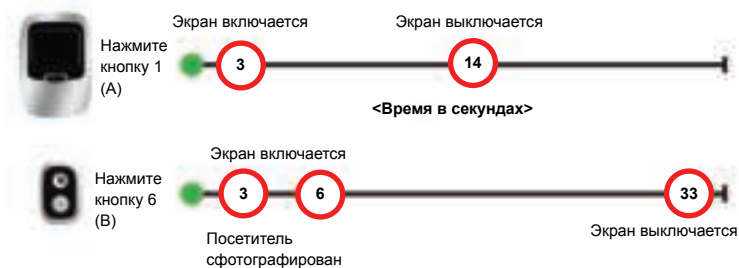 Экран включается
Экран выключается
Нажмите
кнопку 1
(A)
3
14
<Время в секундах>
Экран включается
Нажмите
кнопку 6
(B)
3
6
33
Посетитель
сфотографирован
Экран выключается